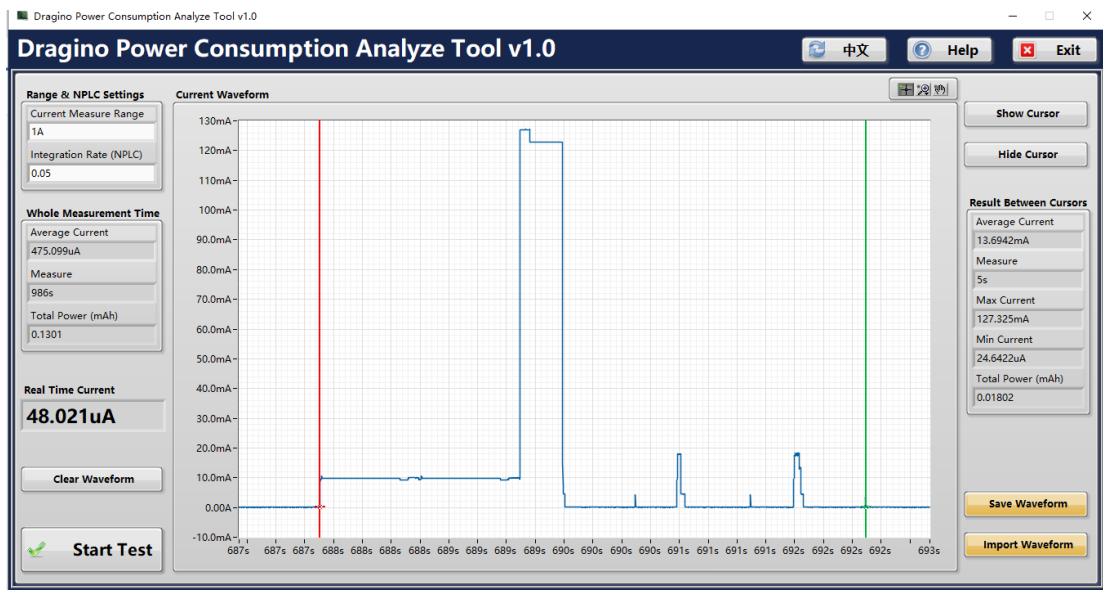 Dragino Power Consumption Analyze Tool v1.0
Dragino Power Consumption Analyze Tool v1.0
中文
Help
Exit
Range & NPLC Settings
Current Measure Range
1A
Integration Rate (NPLC)
0.05
Whole Measurement Time
Average Current
475.099uA
Measure
986s
Total Power (mAh)
0.1301
Real Time Current
48.021uA
Clear Waveform
Start Test
Current Waveform
130mA
120mA
110mA
100mA
90.0mA
80.0mA
70.0mA
60.0mA
50.0mA
40.0mA
30.0mA
20.0mA
10.0mA
0.00A
-10.0mA
687s 687s 687s 688s 688s 688s 688s 689s 689s 689s 689s 690s 690s 690s 690s 691s 691s 691s 691s 692s 692s 692s 692s 693s
Show Cursor
Hide Cursor
Result Between Cursors
Average Current
13.6942mA
Measure
5s
Max Current
127.325mA
Min Current
24.6422uA
Total Power (mAh)
0.01802
Save Waveform
Import Waveform